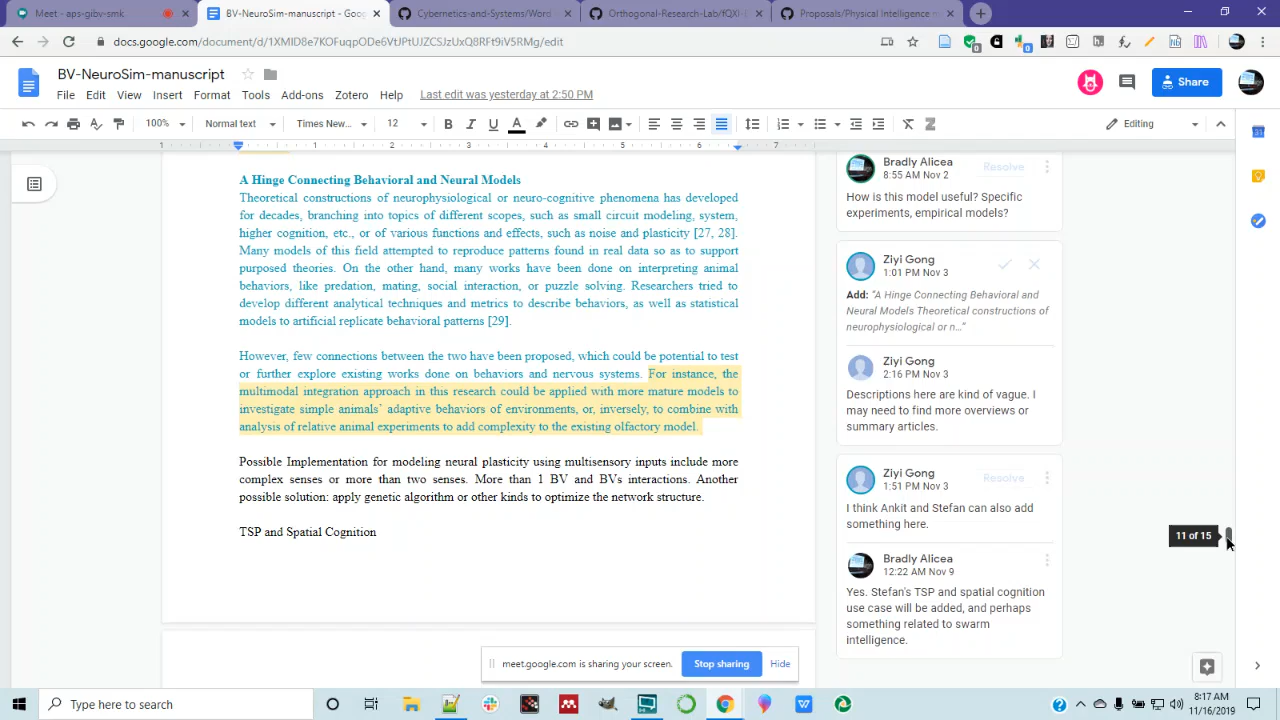 Meet - aps-gibv-smk
BV-NeuroSim-manuscript - Google
Cybernetics-and-Systems/Word
Orthogonal-Research-Lab/fQXI-I
Proposals/Physical Intelligence n
docs.google.com/document/d/1XMID8e7KOFuqpODe6VtJPtUJZCSJzUxQ8RFt9iV5RMg/edit
BV-NeuroSim-manuscript
File Edit View Insert Format Tools Add-ons Zotero Help Last edit was yesterday at 2:50 PM
Share
100% Normal text Times New... 12 B I U A Editing
1 1 2 3 4 5 6 7
A Hinge Connecting Behavioral and Neural Models
Theoretical constructions of neurophysiological or neuro-cognitive phenomena has developed
for decades, branching into topics of different scopes, such as small circuit modeling, system,
higher cognition, etc., or of various functions and effects, such as noise and plasticity [27, 28].
Many models of this field attempted to reproduce patterns found in real data so as to support
purposed theories. On the other hand, many works have been done on interpreting animal
behaviors, like predation, mating, social interaction, or puzzle solving. Researchers tried to
develop different analytical techniques and metrics to describe behaviors, as well as statistical
models to artificial replicate behavioral patterns [29].
However, few connections between the two have been proposed, which could be potential to test
or further explore existing works done on behaviors and nervous systems. For instance, the
multimodal integration approach in this research could be applied with more mature models to
investigate simple animals' adaptive behaviors of environments, or, inversely, to combine with
analysis of relative animal experiments to add complexity to the existing olfactory model.
Possible Implementation for modeling neural plasticity using multisensory inputs include more
complex senses or more than two senses. More than 1 BV and BVs interactions. Another
possible solution: apply genetic algorithm or other kinds to optimize the network structure.
TSP and Spatial Cognition
Bradly Alicea
8:55 AM Nov 2
Resolve
How is this model useful? Specific
experiments, empirical models?
Ziyi Gong
1:01 PM Nov 3
Add: "A Hinge Connecting Behavioral and
Neural Models Theoretical constructions of
neurophysiological or n..."
Ziyi Gong
2:16 PM Nov 3
Descriptions here are kind of vague. I
may need to find more overviews or
summary articles.
Ziyi Gong
1:51 PM Nov 3
Resolve
I think Ankit and Stefan can also add
something here.
Bradly Alicea
12:22 AM Nov 9
Yes. Stefan's TSP and spatial cognition
use case will be added, and perhaps
something related to swarm
intelligence.
11 of 15
meet.google.com is sharing your screen.
Stop sharing
Hide
Type here to search
8:17 AM
11/16/2019